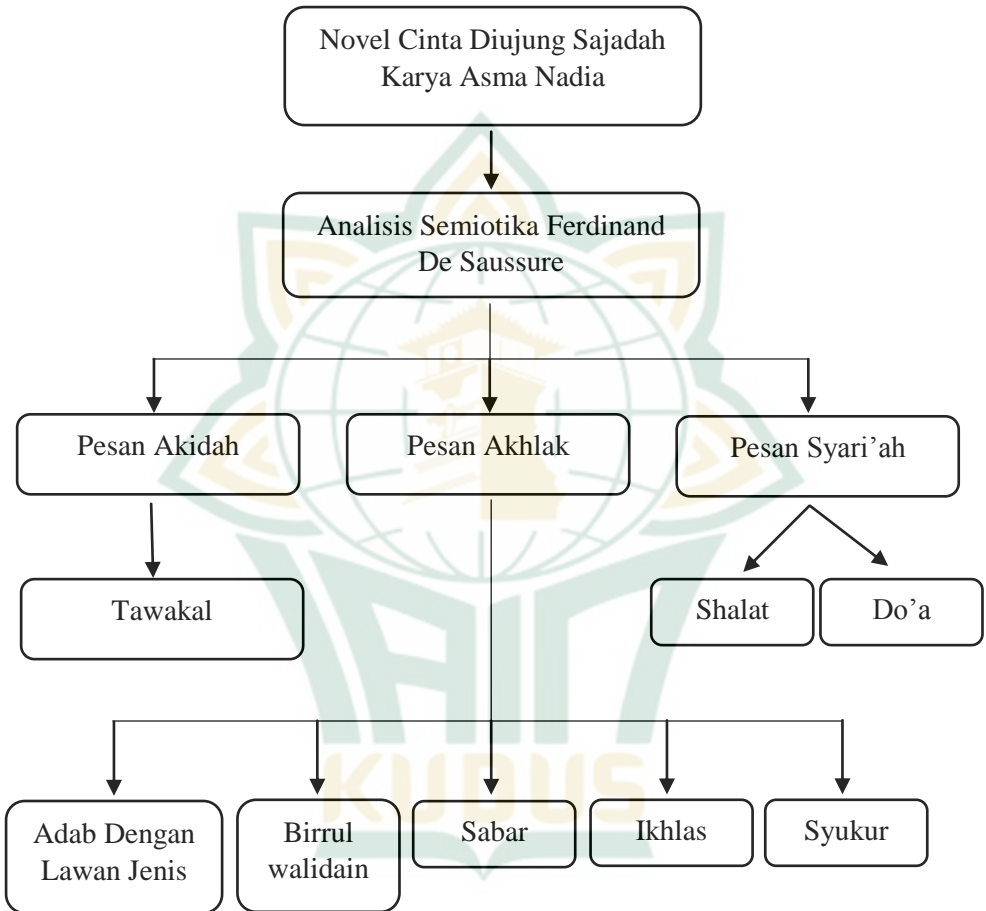 Novel Cinta Diujung Sajadah
Karya Asma Nadia
Analisis Semiotika Ferdinand
De Saussure
Pesan Akidah
Pesan Akhlak
Pesan Syari’ah
Tawakal
Shalat
Do’a
Adab Dengan
Lawan Jenis
Birrul
walidain
Sabar
Ikhlas
Syukur
IAIN
KUDUS